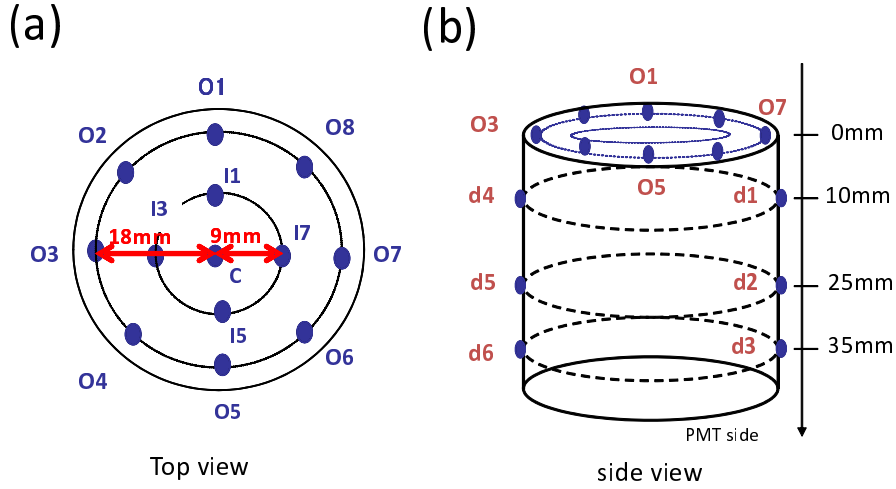 (a)
O1
O2
O8
I1
I3
18mm
9mm
I7
O3
C
O7
I5
O4
O6
O5
Top view
(b)
O1
O3
O7
0mm
O5
d4
d1
10mm
d5
d2
25mm
d6
d3
35mm
PMT side
side view